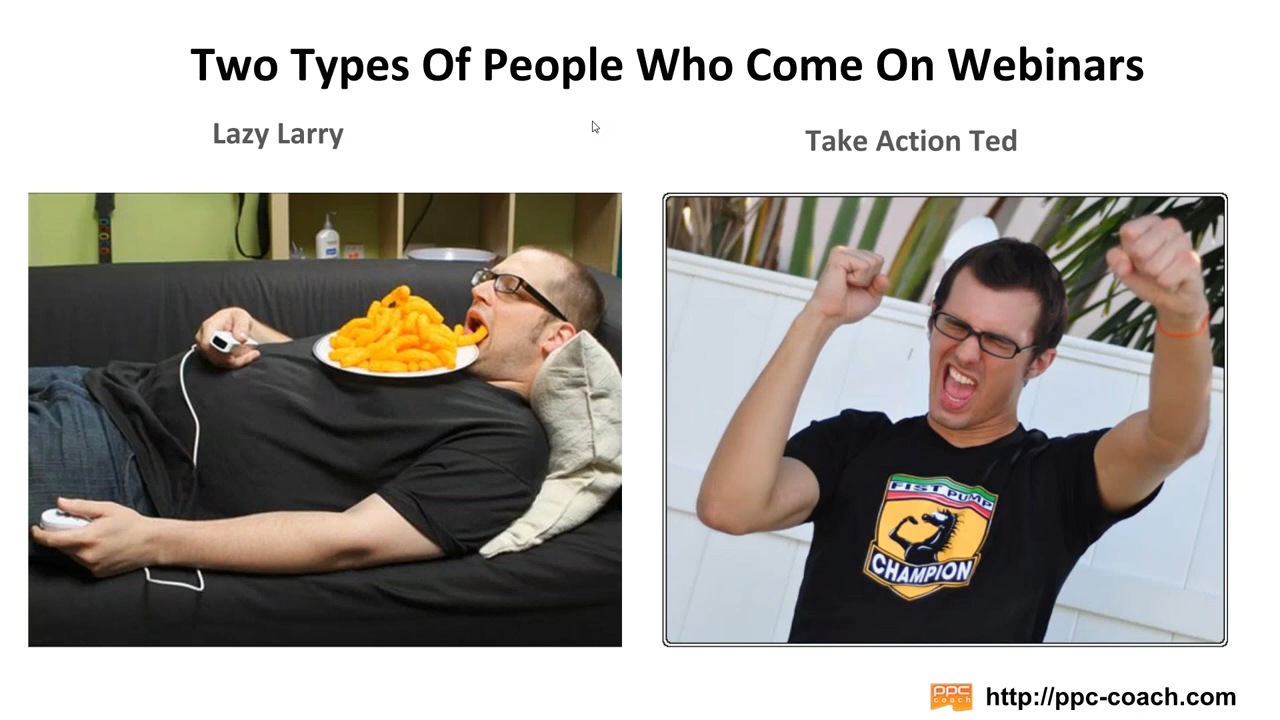 Two Types Of People Who Come On Webinars
Lazy Larry
Take Action Ted
FIST PUMP
CHAMPION
ppc
coach
http://ppc-coach.com